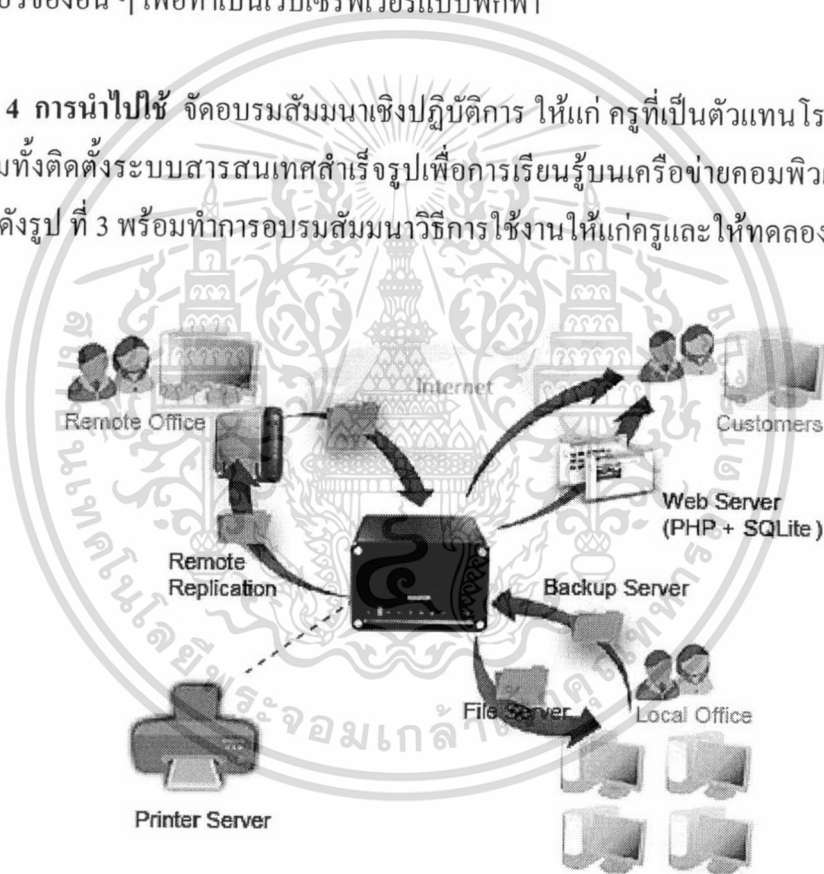 ๆ เพื่อทำเป็นเว็บเซิร์ฟเวอร์แบบพกพา
4 การนำไปใช้ จัดอบรมสัมมนาเชิงปฏิบัติการ ให้แก่ ครูที่เป็นตัวแทนโร
มทั้งติดตั้งระบบสารสนเทศสำเร็จรูปเพื่อการเรียนรู้บนเครือข่ายคอมพิวเ
ดังรูป ที่ 3 พร้อมทำการอบรมสัมมนาวิธีการใช้งานให้แก่ครูและให้ทดลอง
Internet
Remote Office
Customers
Web Server
(PHP + SQLite)
Remote
Replication
Backup Server
File Server
Local Office
Printer Server